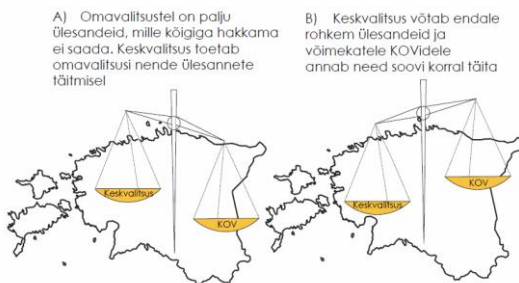 A) Omavalitsustel on palju
ülesandeid, mille kõigiga hakkama
ei saada. Keskvalitsus toetab
omavalitsusi nende ülesannete
täitmisel
B) Keskvalitsus võtab endale
rohkem ülesandeid ja
võimekatele KOVidele
annab need soovi korral täita
Keskvalitsus
KOV
Keskvalitsus
KOV